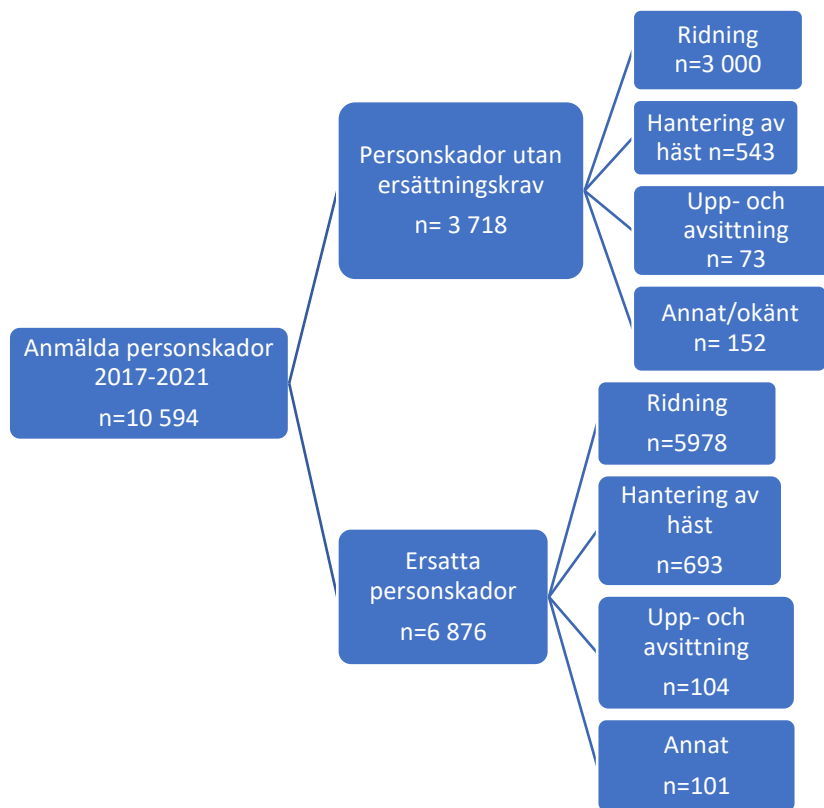 Anmälda personskador
2017-2021
n=10 594
Personskador utan
ersättningskrav
n= 3 718
Ridning
n=3 000
Hantering av
häst n=543
Upp- och
avsittning
n= 73
Annat/okänt
n= 152
Ersatta
personskador
n=6 876
Ridning
n=5978
Hantering av
häst
n=693
Upp- och
avsittning
n=104
Annat
n=101